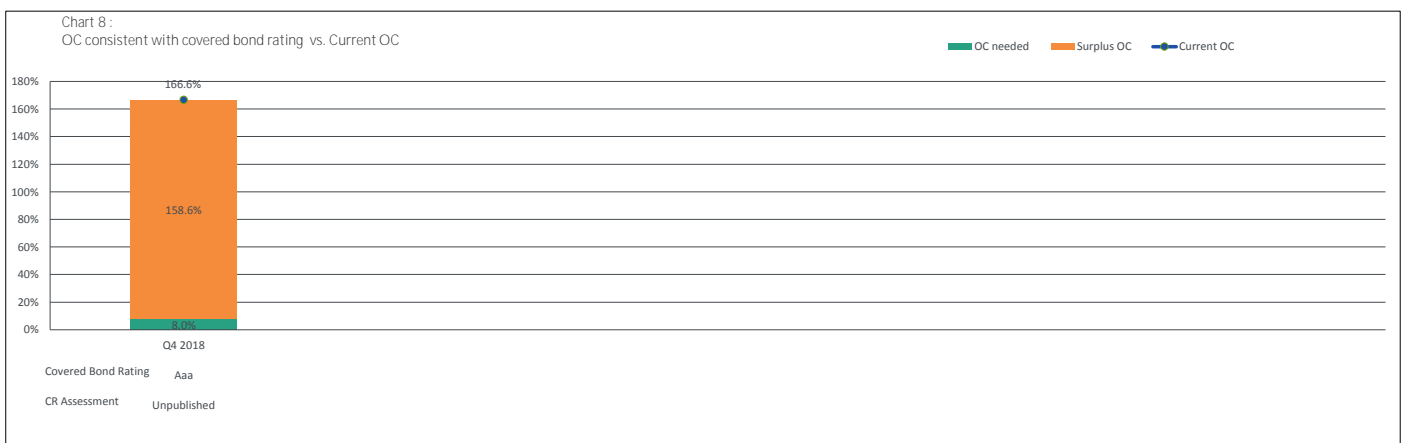 Chart 8 :
OC consistent with covered bond rating vs. Current OC
OC needed Surplus OC Current OC
180%
166.6%
160%
140%
120%
100%
158.6%
80%
60%
40%
20%
8.0%
0%
Q4 2018
Covered Bond Rating Aaa
CR Assessment Unpublished